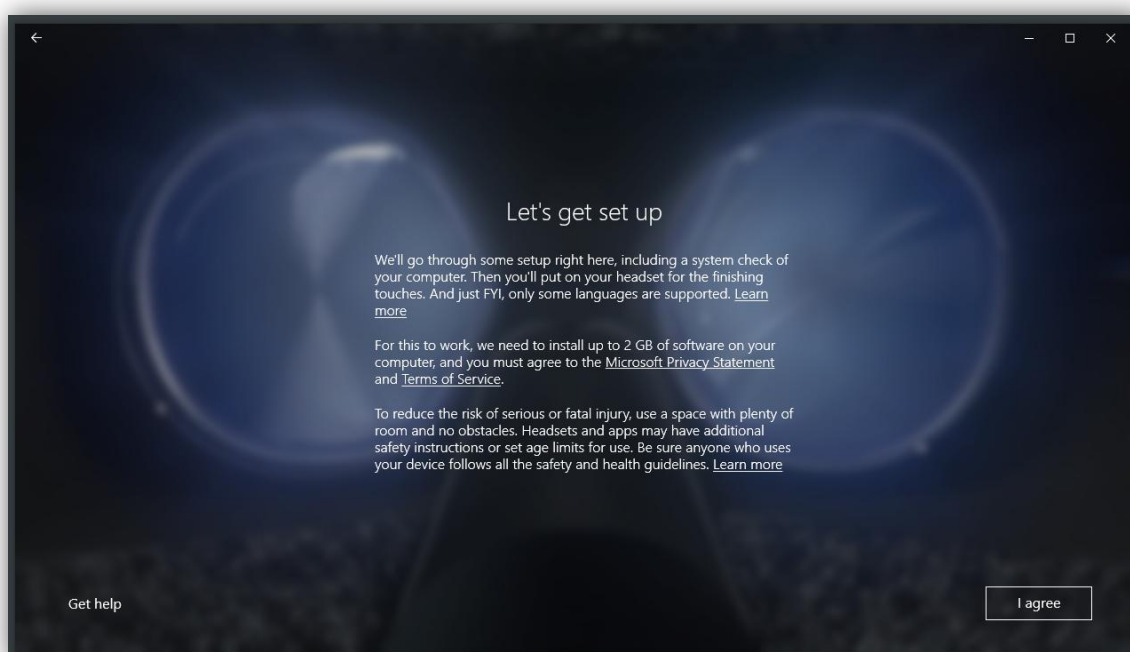 Let's get set up
We'll go through some setup right here, including a system check of
your computer. Then you'll put on your headset for the finishing
touches. And just FYI, only some languages are supported. Learn
more
For this to work, we need to install up to 2 GB of software on your
computer, and you must agree to the Microsoft Privacy Statement
and Terms of Service.
To reduce the risk of serious or fatal injury, use a space with plenty of
room and no obstacles. Headsets and apps may have additional
safety instructions or set age limits for use. Be sure anyone who uses
your device follows all the safety and health guidelines. Learn more
Get help
I agree